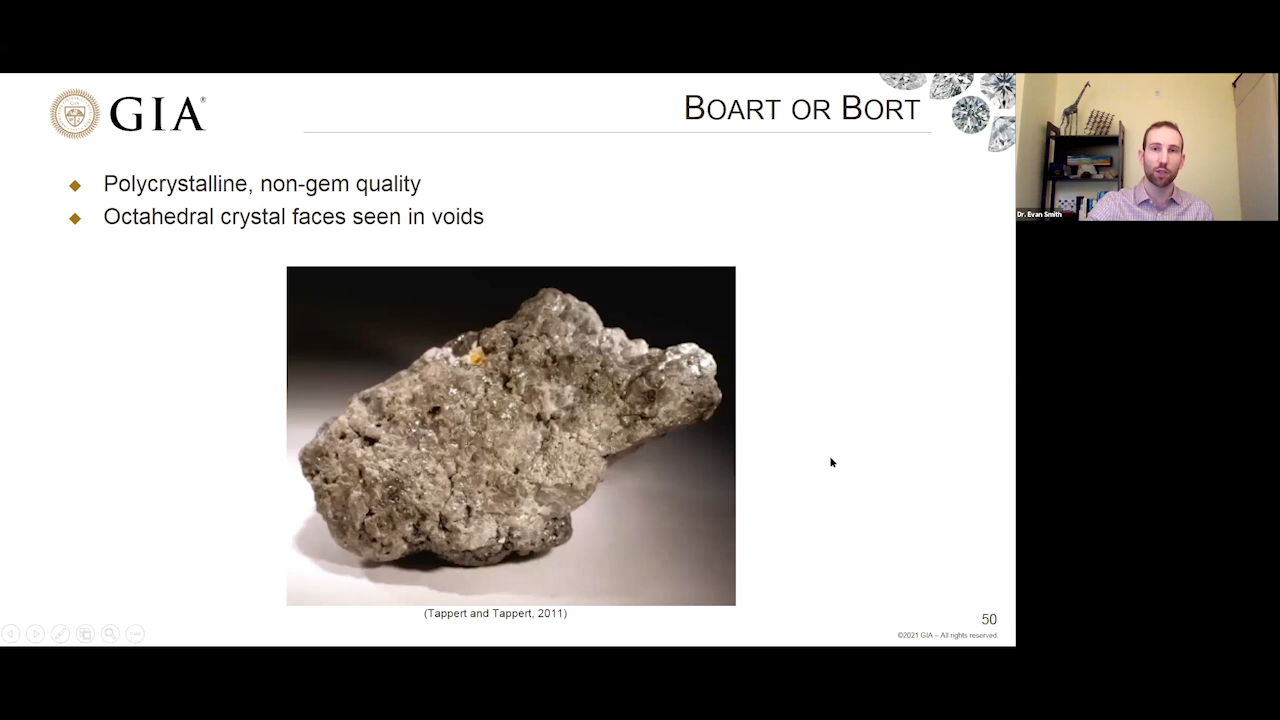 GIA®
BOART OR BORT
Polycrystalline, non-gem quality
Octahedral crystal faces seen in voids
(Tappert and Tappert, 2011)
50
©2021 GIA – All rights reserved.
Dr. Evan Smith